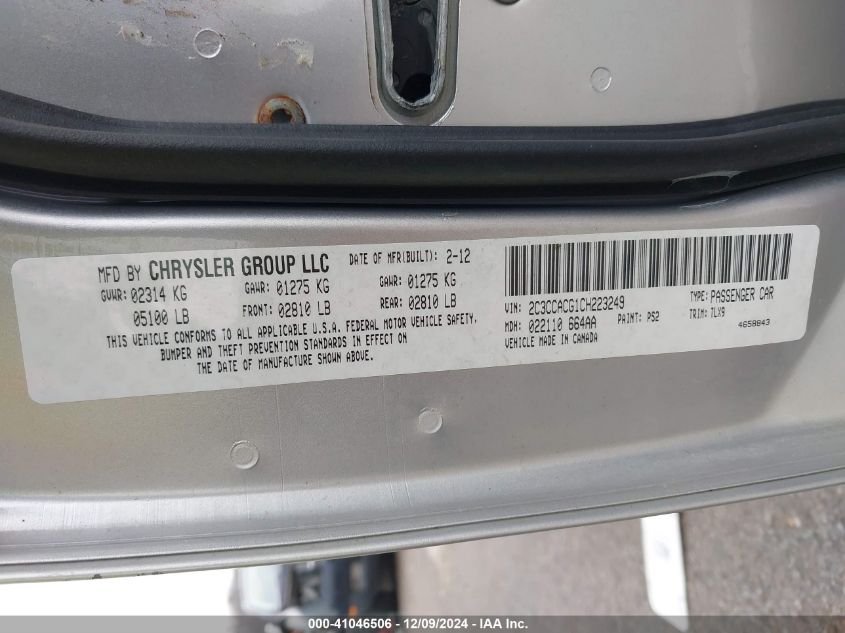 MFD BY CHRYSLER GROUP LLC DATE OF MFR(BUILT): 2-12
GVWR: 02314 KG GAWR: 01275 KG GAWR: 01275 KG
05100 LB FRONT: 02810 LB REAR: 02810 LB
THIS VEHICLE CONFORMS TO ALL APPLICABLE U.S.A. FEDERAL MOTOR VEHICLE SAFETY,
BUMPER AND THEFT PREVENTION STANDARDS IN EFFECT ON
THE DATE OF MANUFACTURE SHOWN ABOVE.
VIN: 2C3CCACG1CH223249 TYPE: PASSENGER CAR
MDH: 022110 664AA PAINT: PS2 TRIM: TLX9
VEHICLE MADE IN CANADA 4658843
000-41046506 - 12/09/2024 - IAA Inc.